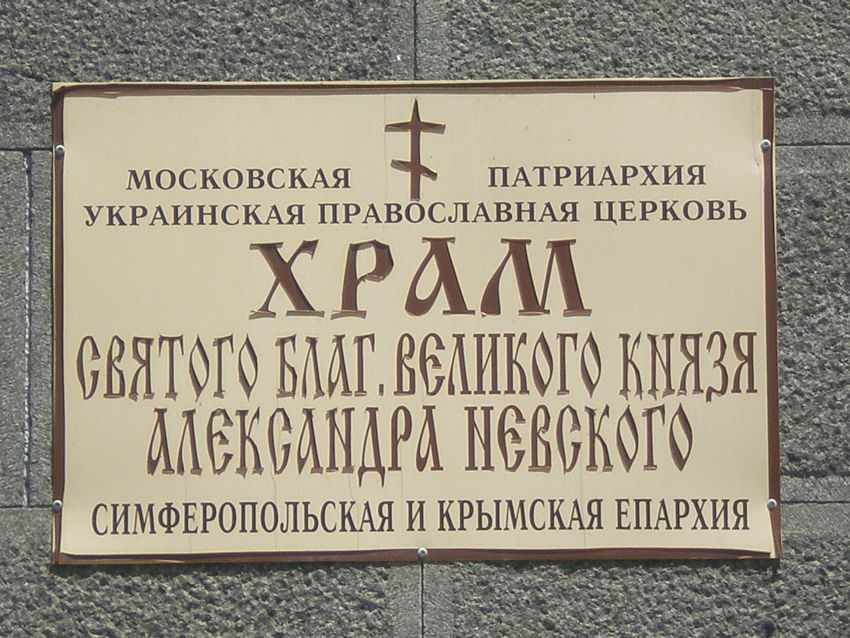 МОСКОВСКАЯ ПАТРИАРХИЯ
УКРАИНСКАЯ ПРАВОСЛАВНАЯ ЦЕРКОВЬ
ХРАМ
СВЯТОГО БЛАГ. ВЕЛИКОГО КНЯЗЯ
АЛЕКСАНДРА НЕВСКОГО
СИМФЕРОПОЛЬСКАЯ И КРЫМСКАЯ ЕПАРХИЯ